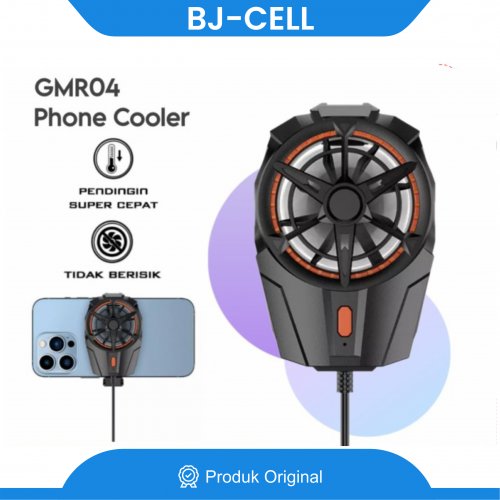 BJ-CELL
GMR04
Phone Cooler
PENDINGIN
SUPER CEPAT
TIDAK BERISIK
Produk Original